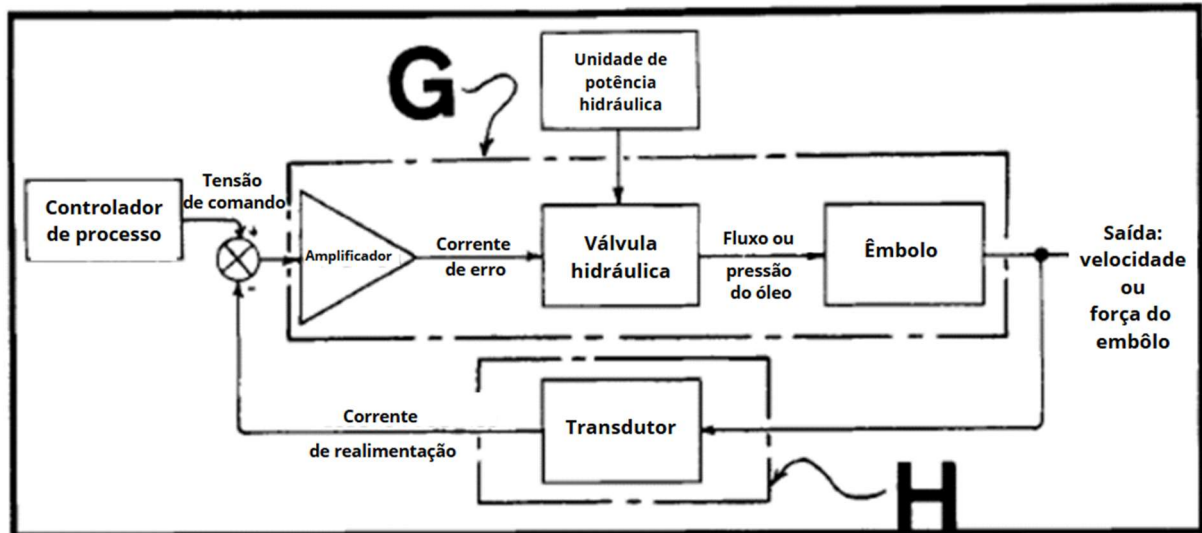 G
Unidade de
potência
hidráulica
Controlador
de processo
Tensão
de comando
+
-
Amplificador
Corrente
de erro
Válvula
hidráulica
Fluxo ou
pressão
do óleo
Êmbolo
Saída:
velocidade
ou
força do
embôlo
Corrente
de realimentação
Transdutor
H